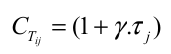 C_{T_{ij}} = (1 + γ.τ_j)